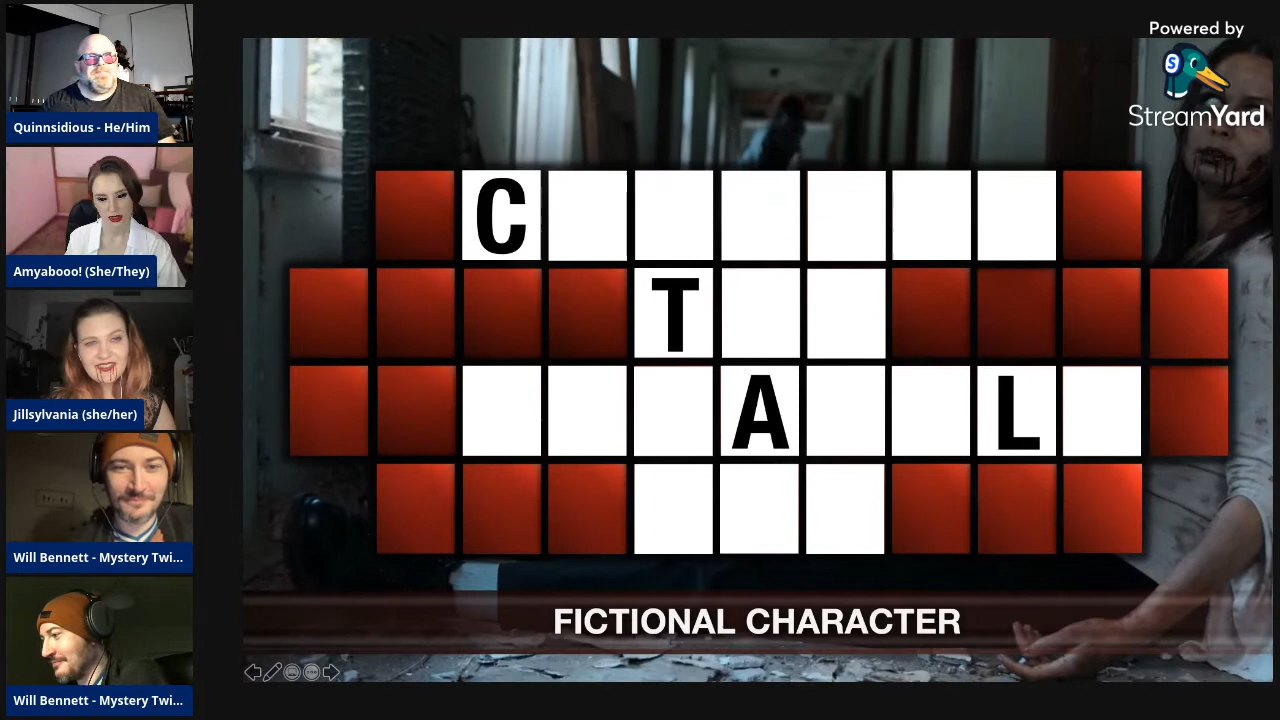 Powered by
StreamYard
Quinnsidious - He/Him
Amyabooo! (She/They)
Jillsylvania (she/her)
Will Bennett - Mystery Twi...
Will Bennett - Mystery Twi...
C
T
A L
FICTIONAL CHARACTER